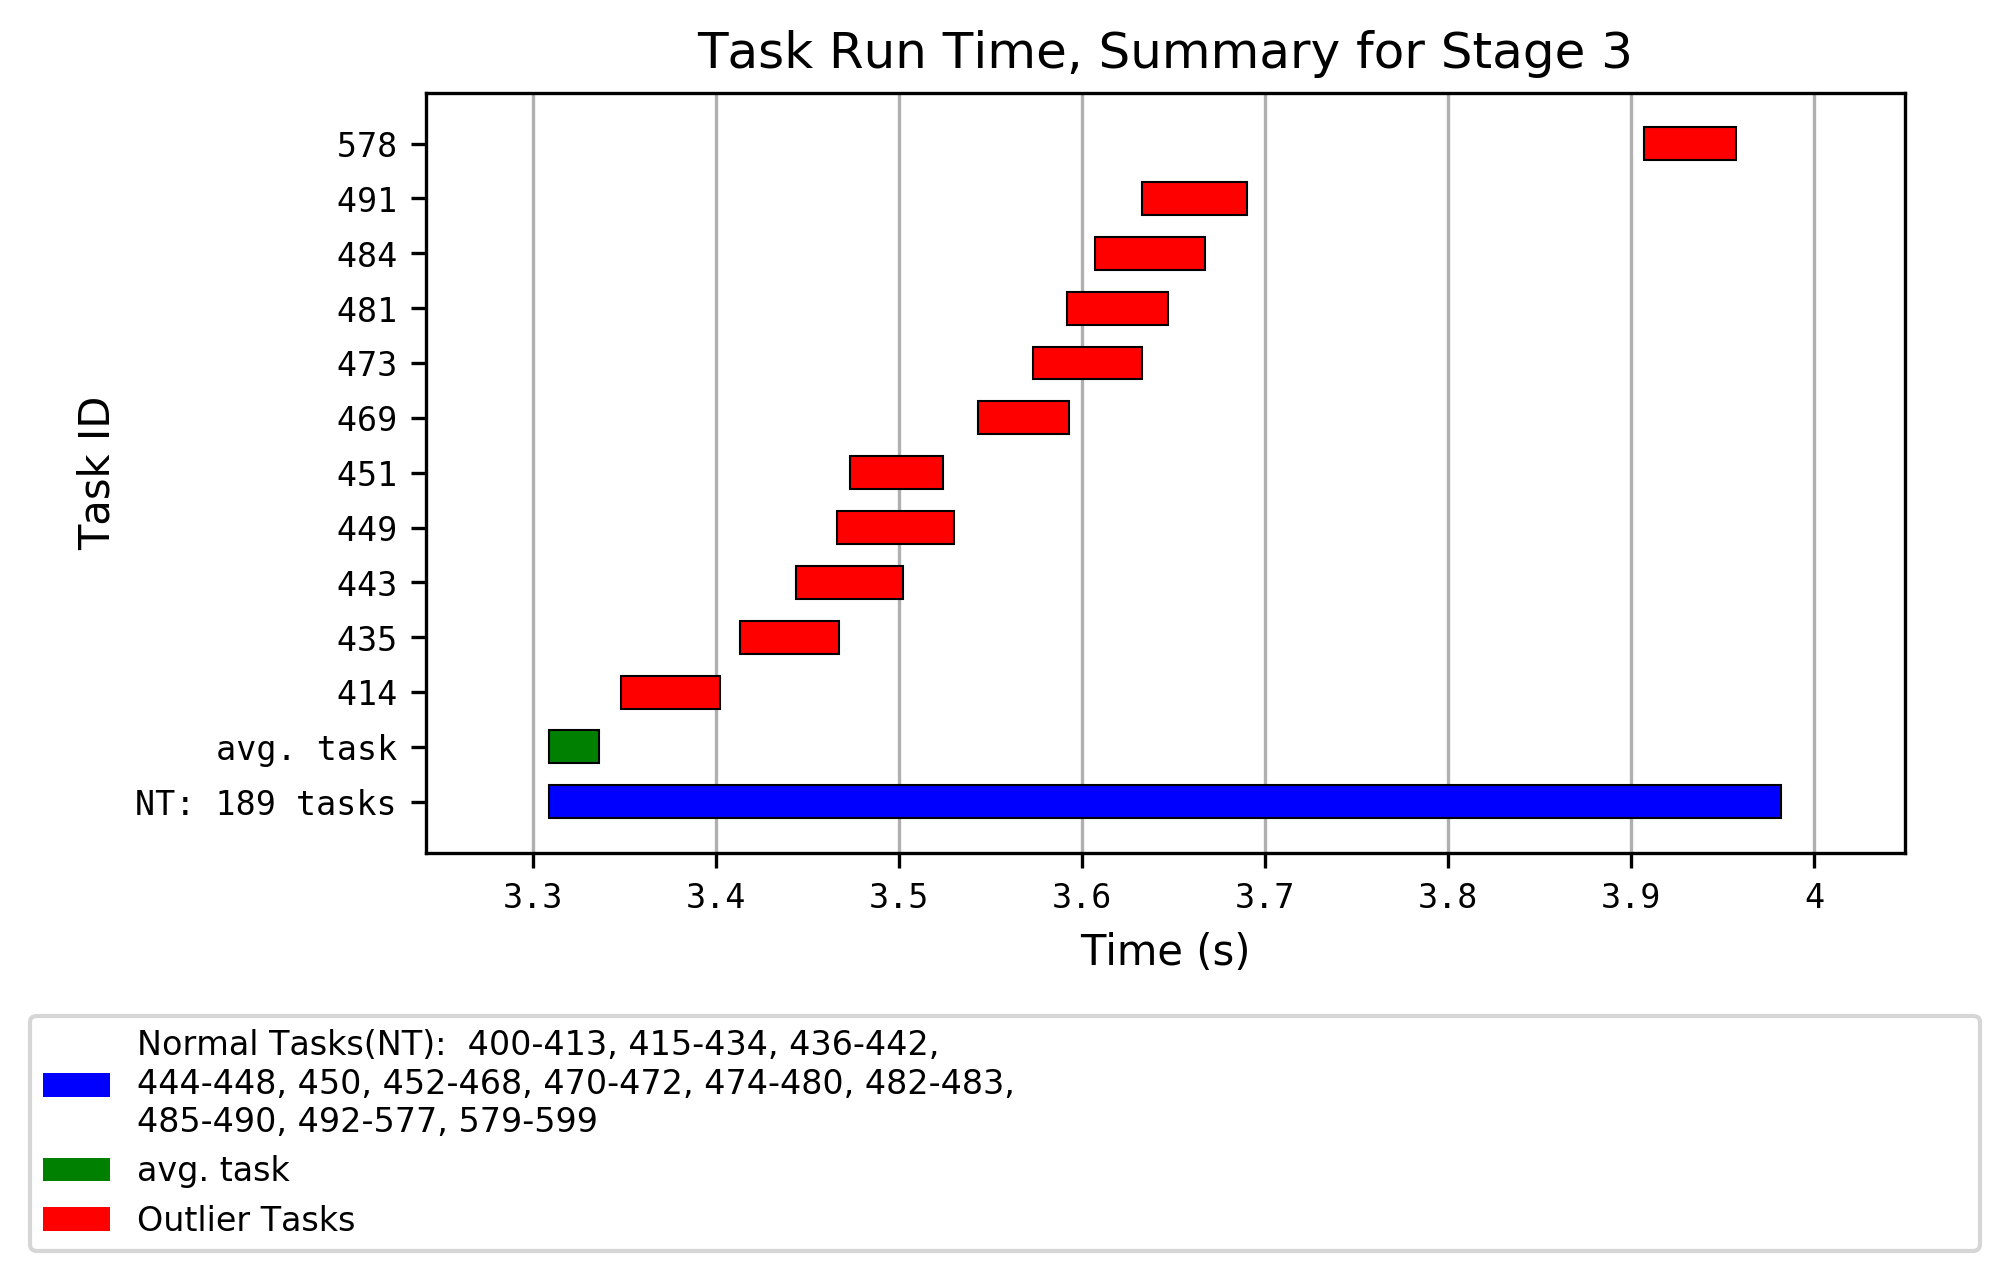 Task Run Time, Summary for Stage 3
578
491
484
481
473
469
451
449
443
435
414
avg. task
NT: 189 tasks
Task ID
3.3 3.4 3.5 3.6 3.7 3.8 3.9 4
Time (s)
Normal Tasks(NT):  400-413, 415-434, 436-442,
444-448, 450, 452-468, 470-472, 474-480, 482-483,
485-490, 492-577, 579-599
avg. task
Outlier Tasks